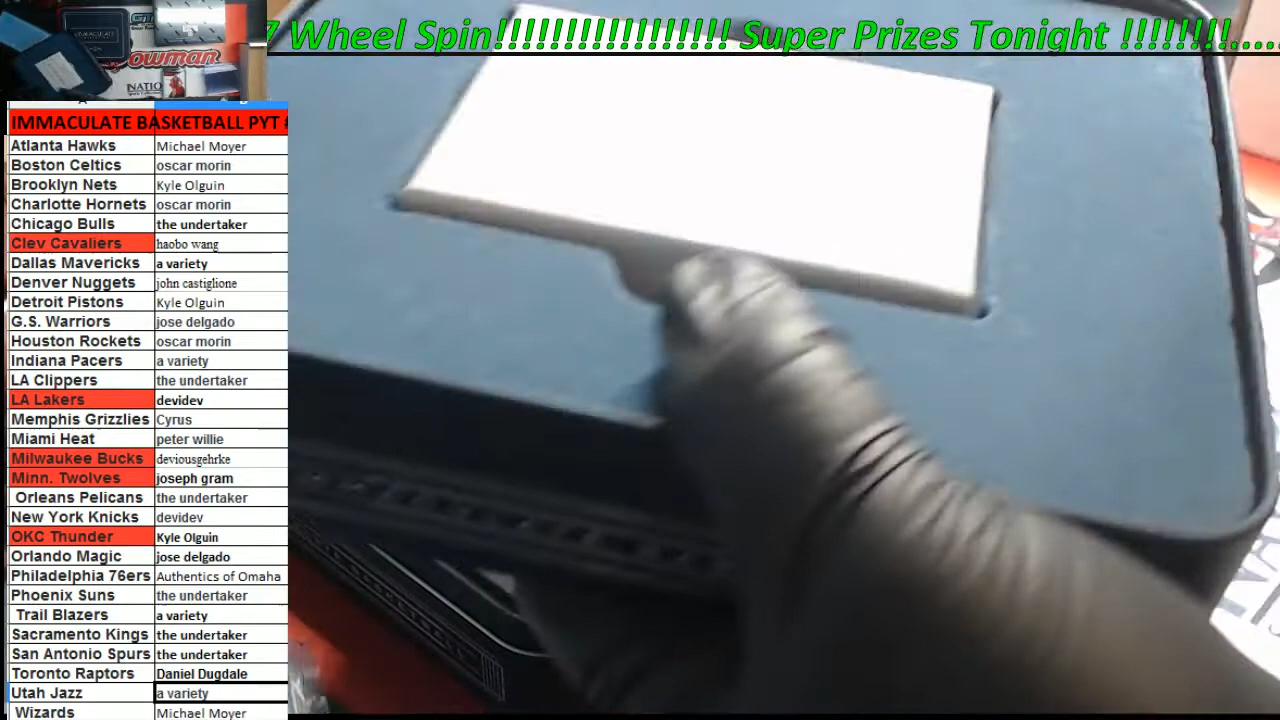 7 Wheel Spin!!!!!!!!!!!!!!!!! Super Prizes Tonight !!!!!!!!.....
IMMACULATE
Bowman
NATIO
IMMACULATE BASKETBALL PYT #
Atlanta Hawks Michael Moyer
Boston Celtics oscar morin
Brooklyn Nets Kyle Olguin
Charlotte Hornets oscar morin
Chicago Bulls the undertaker
Clev Cavaliers haobo wang
Dallas Mavericks a variety
Denver Nuggets john castiglione
Detroit Pistons Kyle Olguin
G.S. Warriors jose delgado
Houston Rockets oscar morin
Indiana Pacers a variety
LA Clippers the undertaker
LA Lakers devidev
Memphis Grizzlies Cyrus
Miami Heat peter willie
Milwaukee Bucks deviousgehrke
Minn. Twolves joseph gram
Orleans Pelicans the undertaker
New York Knicks devidev
OKC Thunder Kyle Olguin
Orlando Magic jose delgado
Philadelphia 76ers Authentics of Omaha
Phoenix Suns the undertaker
Trail Blazers a variety
Sacramento Kings the undertaker
San Antonio Spurs the undertaker
Toronto Raptors Daniel Dugdale
Utah Jazz a variety
Wizards Michael Moyer